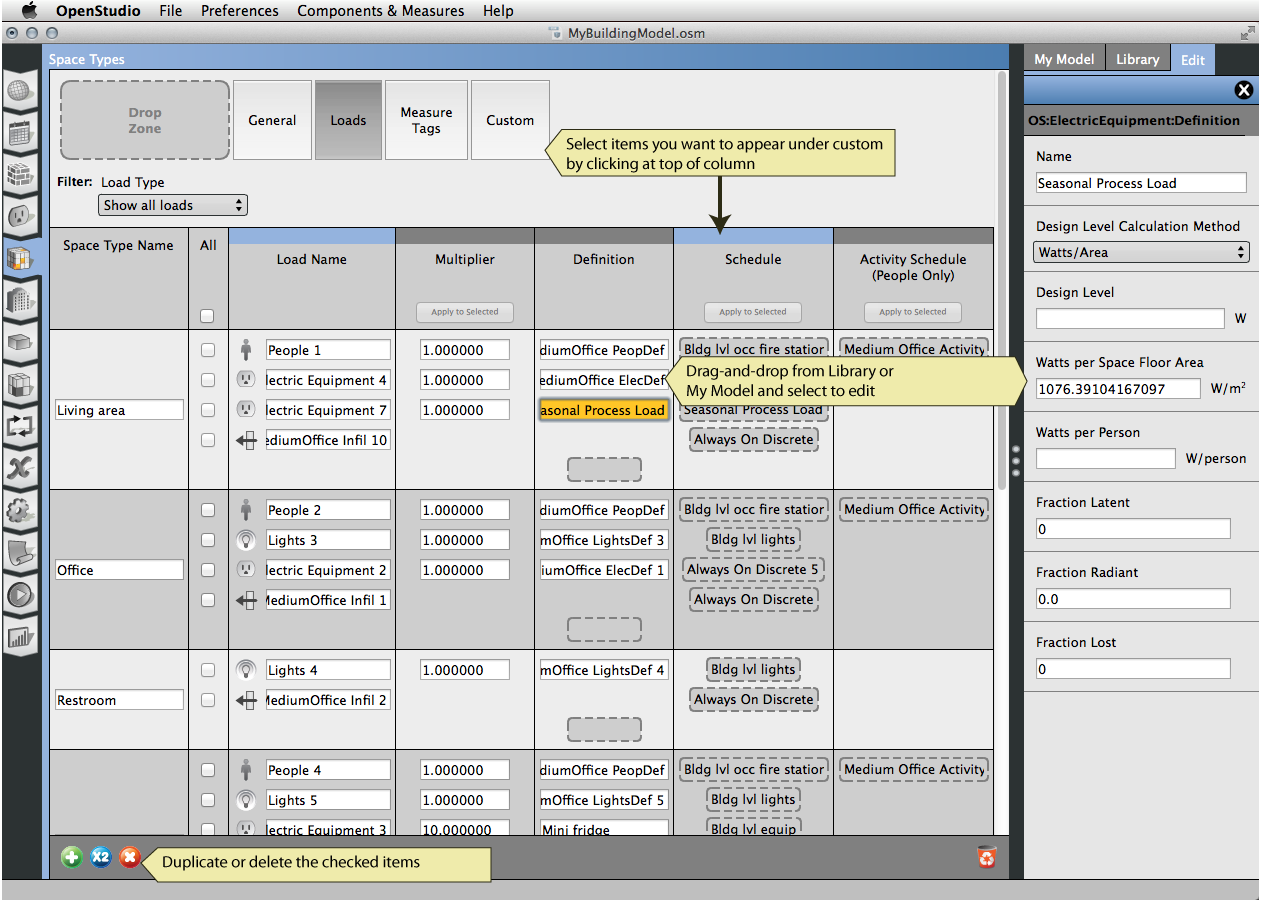 OpenStudio File Preferences Components & Measures Help
MyBuildingModel.osm
Space Types
My Model Library Edit
Drop
Zone
General
Loads
Measure
Tags
Custom
Select items you want to appear under custom
by clicking at top of column
Filter: Load Type
Show all loads
Space Type Name
All
Load Name
Multiplier
Definition
Schedule
Activity Schedule
(People Only)
Apply to Selected
Apply to Selected
Apply to Selected
Living area
People 1 1.000000 diumOffice PeopDef Bldg lvl occ fire station Medium Office Activity
lectric Equipment 4 1.000000 ediumOffice ElecDef
lectric Equipment 7 1.000000 asonal Process Load Seasonal Process Load
ediumOffice Infil 10 Always On Discrete
Drag-and-drop from Library or
My Model and select to edit
Office
People 2 1.000000 diumOffice PeopDef Bldg lvl occ fire station Medium Office Activity
Lights 3 1.000000 mOffice LightsDef 3 Bldg lvl lights
lectric Equipment 2 1.000000 iumOffice ElecDef 1 Always On Discrete 5
MediumOffice Infil 1 Always On Discrete
Restroom
Lights 4 1.000000 mOffice LightsDef 4 Bldg lvl lights
MediumOffice Infil 2 Always On Discrete
People 4 1.000000 diumOffice PeopDef Bldg lvl occ fire station Medium Office Activity
Lights 5 1.000000 mOffice LightsDef 5 Bldg lvl lights
lectric Equipment 3 10.000000 Mini fridge Bldg lvl equip
X2
Duplicate or delete the checked items
OS:ElectricEquipment:Definition
Name
Seasonal Process Load
Design Level Calculation Method
Watts/Area
Design Level
W
Watts per Space Floor Area
1076.39104167097 W/m²
Watts per Person
W/person
Fraction Latent
0
Fraction Radiant
0.0
Fraction Lost
0